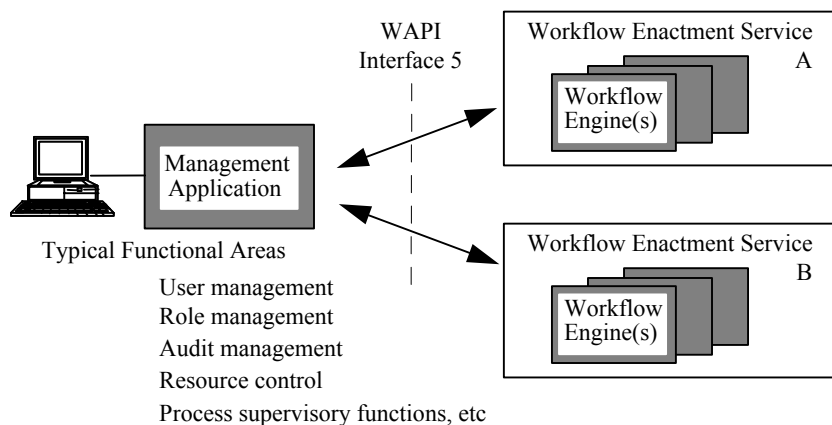 WAPI
Interface 5
Workflow Enactment Service
A
Workflow
Engine(s)
Management
Application
Workflow Enactment Service
B
Workflow
Engine(s)
Typical Functional Areas
User management
Role management
Audit management
Resource control
Process supervisory functions, etc